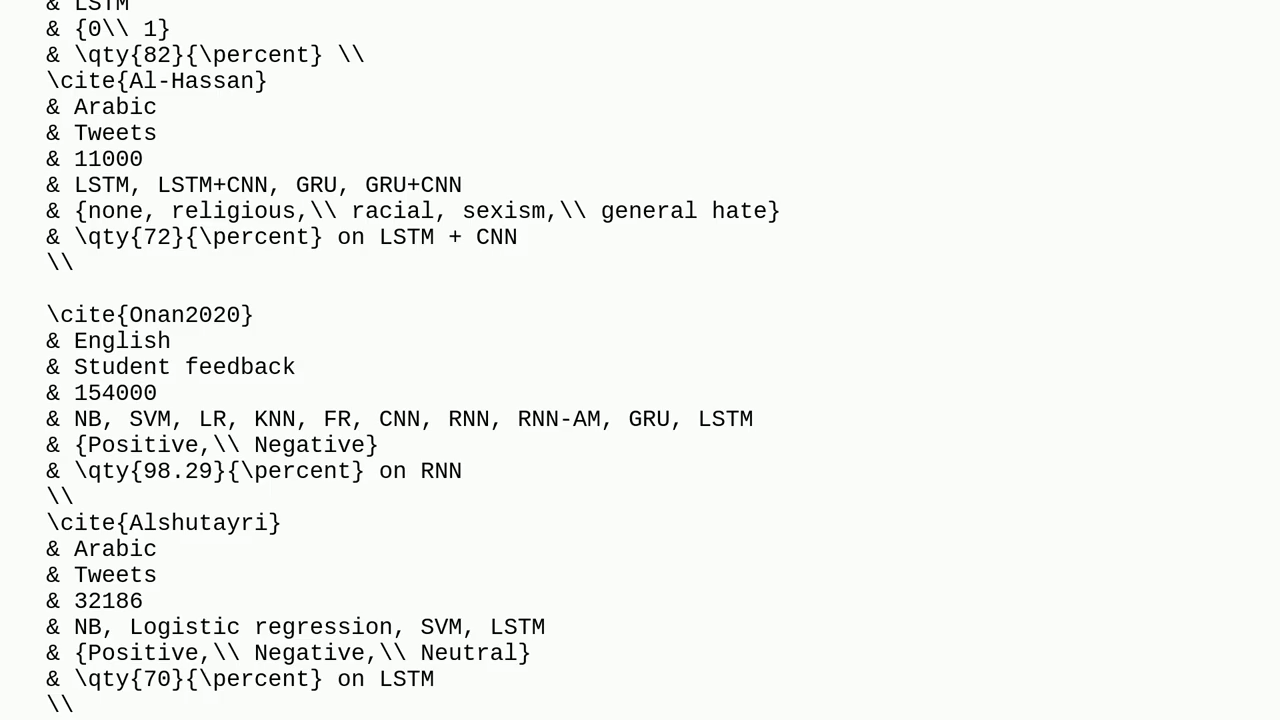 & LSTM
& {0\\ 1}
& \qty{82}{\percent} \\
\cite{Al-Hassan}
& Arabic
& Tweets
& 11000
& LSTM, LSTM+CNN, GRU, GRU+CNN
& {none, religious,\\ racial, sexism,\\ general hate}
& \qty{72}{\percent} on LSTM + CNN
\\
\cite{Onan2020}
& English
& Student feedback
& 154000
& NB, SVM, LR, KNN, FR, CNN, RNN, RNN-AM, GRU, LSTM
& {Positive,\\ Negative}
& \qty{98.29}{\percent} on RNN
\\
\cite{Alshutayri}
& Arabic
& Tweets
& 32186
& NB, Logistic regression, SVM, LSTM
& {Positive,\\ Negative,\\ Neutral}
& \qty{70}{\percent} on LSTM
\\